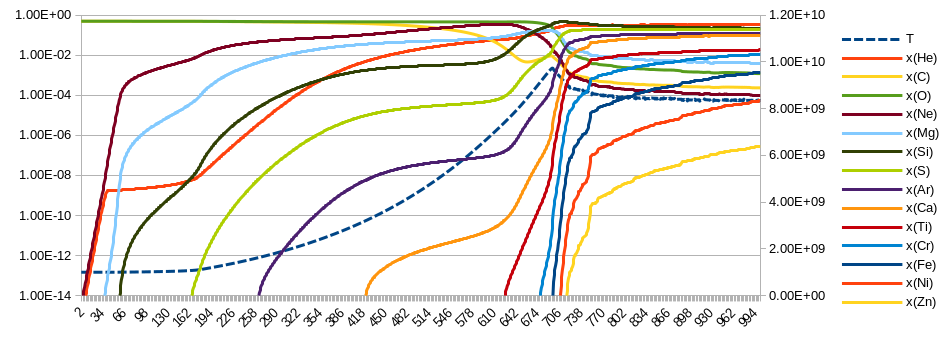 1.00E+00 1.20E+10
T
1.00E-02 x(He)
1.00E+10
x(C)
x(O)
1.00E-04 x(Ne)
8.00E+09
x(Mg)
1.00E-06 x(Si)
6.00E+09
x(S)
1.00E-08
x(Ar)
4.00E+09
x(Ca)
1.00E-10
x(Ti)
x(Cr)
1.00E-12 2.00E+09
x(Fe)
x(Ni)
1.00E-14 0.00E+00
x(Zn)
2 34 66 98 130 162 194 226 258 290 322 354 386 418 450 482 514 546 578 610 642 674 706 738 770 802 834 866 898 930 962 994